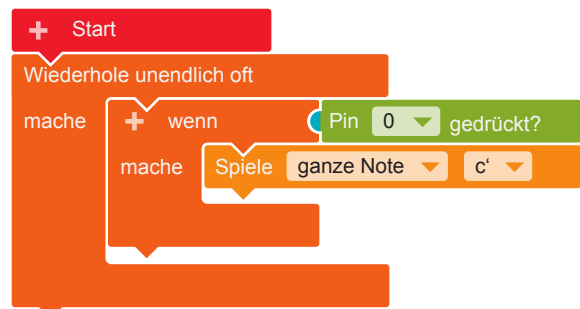 + Start
Wiederhole unendlich oft
mache + wenn Pin 0 gedrückt?
mache Spiele ganze Note c‘